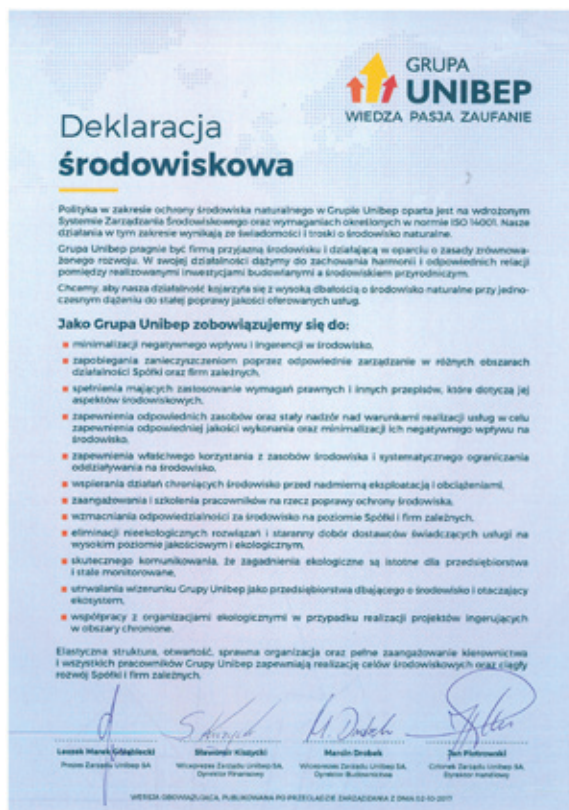 GRUPA
UNIBEP
WIEDZA PASJA ZAUFANIE
Deklaracja
środowiskowa
Polityka w zakresie ochrony środowiska naturalnego w Grupie Unibep oparta jest na wdrożonym
Systemie Zarządzania Środowiskowego oraz wymaganiach określonych w normie ISO 14001. Nasze
działania w tym zakresie wynikają ze świadomości i troski o środowisko naturalne.
Grupa Unibep pragnie być firmą przyjazną środowisku i działającą w oparciu o zasady zrównowa-
żonego rozwoju. W swojej działalności dążymy do zachowania harmonii i odpowiednich relacji
pomiędzy realizowanymi inwestycjami budowlanymi a środowiskiem przyrodniczym.
Chcemy, aby nasza działalność kojarzyła się z wysoką dbałością o środowisko naturalne przy jedno-
czesnym dążeniu do stałej poprawy jakości oferowanych usług.
Jako Grupa Unibep zobowiązujemy się do:
minimalizacji negatywnego wpływu i ingerencji w środowisko,
zapobiegania zanieczyszczeniom poprzez odpowiednie zarządzanie w różnych obszarach
działalności Spółki oraz firm zależnych,
spełnienia mających zastosowanie wymagań prawnych i innych przepisów, które dotyczą jej
aspektów środowiskowych,
zapewnienia odpowiednich zasobów oraz stały nadzór nad warunkami realizacji usług w celu
zapewnienia odpowiedniej jakości wykonania oraz minimalizacji ich negatywnego wpływu na
środowisko,
zapewnienia właściwego korzystania z zasobów środowiska i systematycznego ograniczania
oddziaływania na środowisko,
wspierania działań chroniących środowisko przed nadmierną eksploatacją i obciążeniami,
zaangażowania i szkolenia pracowników na rzecz poprawy ochrony środowiska,
wzmacniania odpowiedzialności za środowisko na poziomie Spółki i firm zależnych,
eliminacji nieekologicznych rozwiązań i staranny dobór dostawców świadczących usługi na
wysokim poziomie jakościowym i ekologicznym,
skutecznego komunikowania, że zagadnienia ekologiczne są istotne dla przedsiębiorstwa
i stale monitorowane,
utrwalania wizerunku Grupy Unibep jako przedsiębiorstwa dbającego o środowisko i otaczający
ekosystem,
współpracy z organizacjami ekologicznymi w przypadku realizacji projektów ingerujących
w obszary chronione.
Elastyczna struktura, otwartość, sprawna organizacja oraz pełne zaangażowanie kierownictwa
i wszystkich pracowników Grupy Unibep zapewniają realizację celów środowiskowych oraz ciągły
rozwój Spółki i firm zależnych.
Leszek Marek Gołąbiecki
Prezes Zarządu Unibep SA
Sławomir Kiszycki
Wiceprezes Zarządu Unibep SA,
Dyrektor Finansowy
Marcin Drobek
Wiceprezes Zarządu Unibep SA,
Dyrektor Budownictwa
Jan Piotrowski
Członek Zarządu Unibep SA,
Dyrektor Handlowy
WERSJA OBOWIĄZUJĄCA, PUBLIKOWANA PO PRZEGLĄDZIE ZARZĄDZANIA Z DNIA 02-10-2017